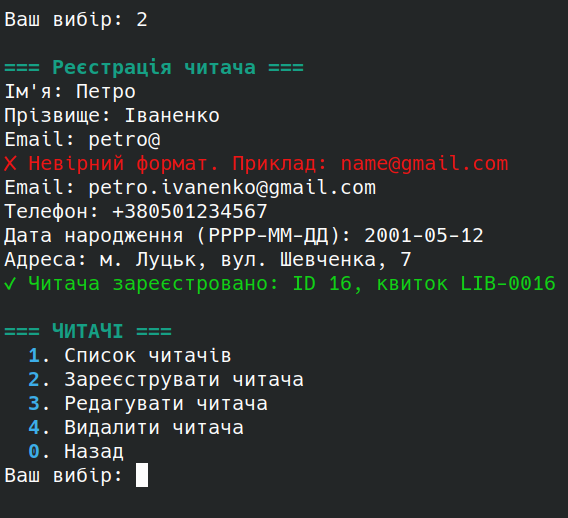 Ваш вибір: 2
=== Реєстрація читача ===
Ім'я: Петро
Прізвище: Іваненко
Email: petro@
✗ Невірний формат. Приклад: name@gmail.com
Email: petro.ivanenko@gmail.com
Телефон: +380501234567
Дата народження (РРРР-ММ-ДД): 2001-05-12
Адреса: м. Луцьк, вул. Шевченка, 7
✓ Читача зареєстровано: ID 16, квиток LIB-0016
=== ЧИТАЧІ ===
1. Список читачів
2. Зареєструвати читача
3. Редагувати читача
4. Видалити читача
0. Назад
Ваш вибір: